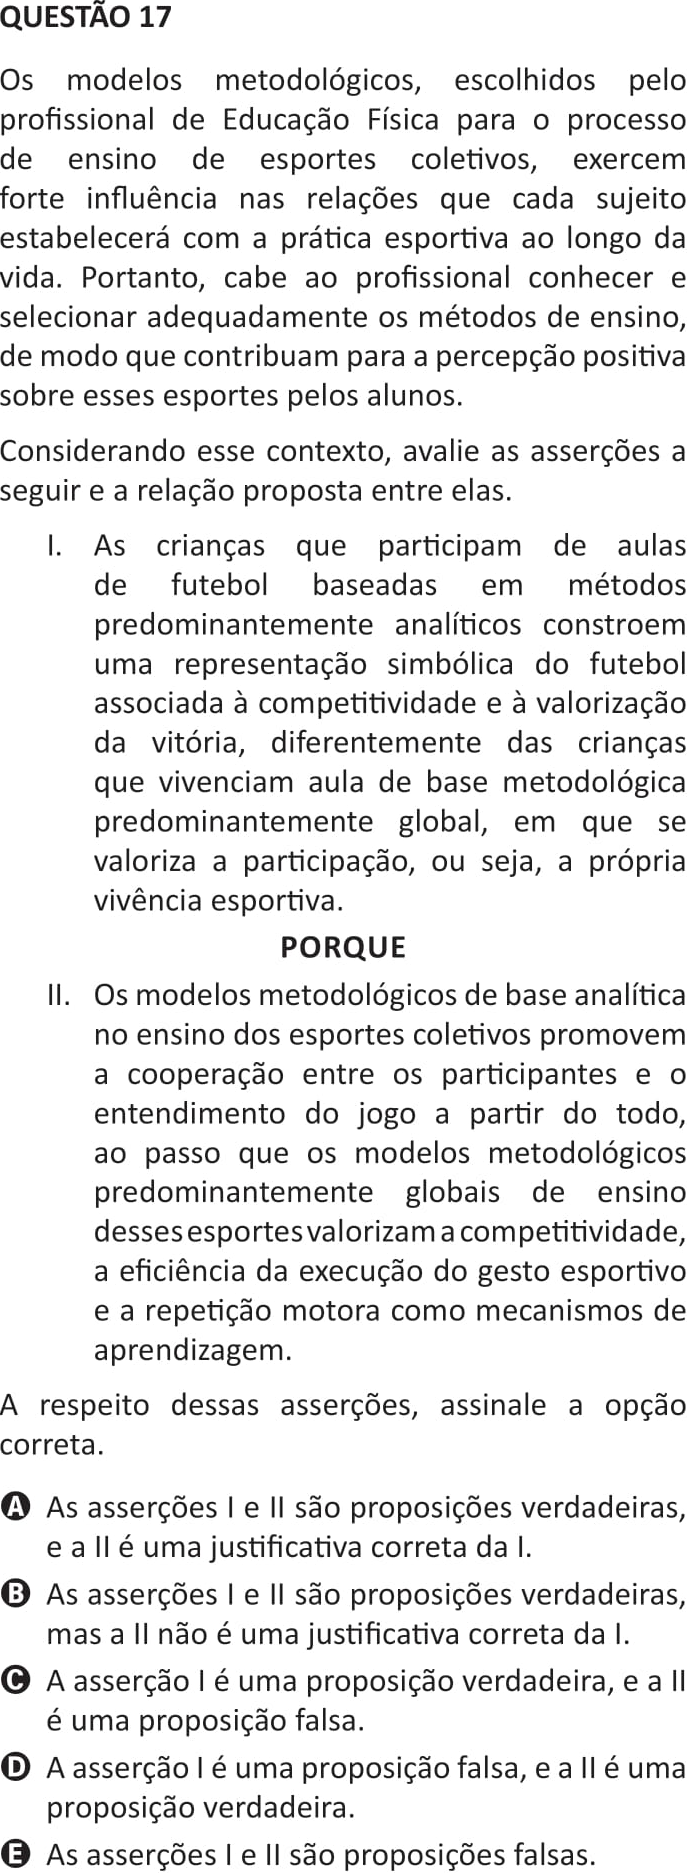 QUESTÃO 17
Os modelos metodológicos, escolhidos pelo
profissional de Educação Física para o processo
de ensino de esportes coletivos, exercem
forte influência nas relações que cada sujeito
estabelecerá com a prática esportiva ao longo da
vida. Portanto, cabe ao profissional conhecer e
selecionar adequadamente os métodos de ensino,
de modo que contribuam para a percepção positiva
sobre esses esportes pelos alunos.
Considerando esse contexto, avalie as asserções a
seguir e a relação proposta entre elas.
I. As crianças que participam de aulas
de futebol baseadas em métodos
predominantemente analíticos constroem
uma representação simbólica do futebol
associada à competitividade e à valorização
da vitória, diferentemente das crianças
que vivenciam aula de base metodológica
predominantemente global, em que se
valoriza a participação, ou seja, a própria
vivência esportiva.
PORQUE
II. Os modelos metodológicos de base analítica
no ensino dos esportes coletivos promovem
a cooperação entre os participantes e o
entendimento do jogo a partir do todo,
ao passo que os modelos metodológicos
predominantemente globais de ensino
desses esportes valorizam a competitividade,
a eficiência da execução do gesto esportivo
e a repetição motora como mecanismos de
aprendizagem.
A respeito dessas asserções, assinale a opção
correta.
A As asserções I e II são proposições verdadeiras,
e a II é uma justificativa correta da I.
B As asserções I e II são proposições verdadeiras,
mas a II não é uma justificativa correta da I.
C A asserção I é uma proposição verdadeira, e a II
é uma proposição falsa.
D A asserção I é uma proposição falsa, e a II é uma
proposição verdadeira.
E As asserções I e II são proposições falsas.